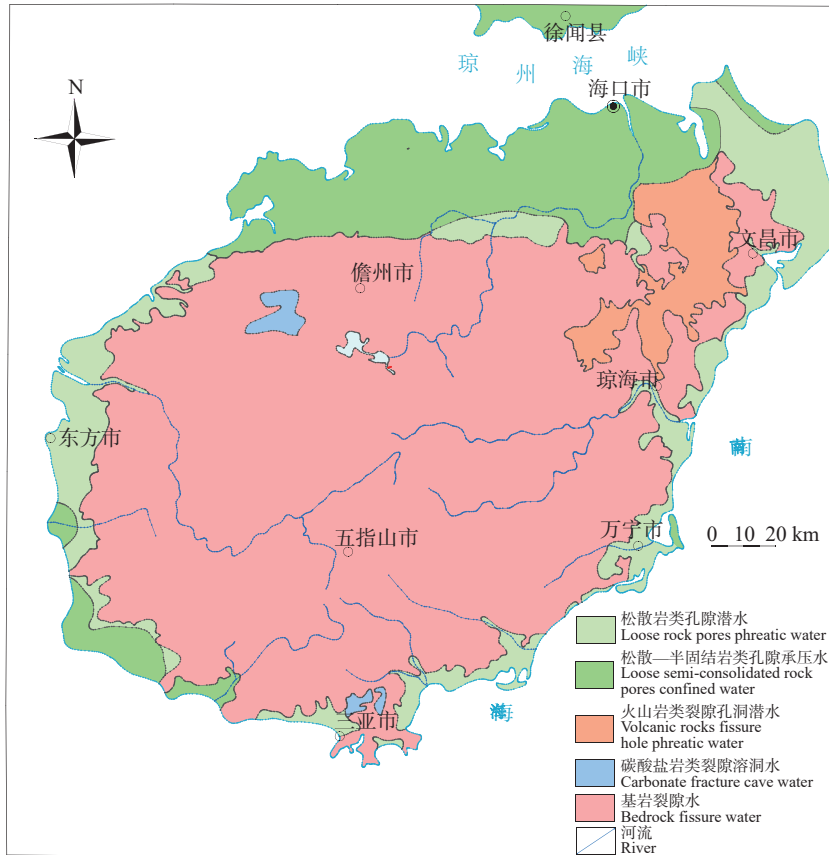 徐闻县
琼州海峡
海口市
N
文昌市
儋州市
琼海市
东方市
南
万宁市
0 10 20 km
五指山市
海
三亚市
松散岩类孔隙潜水
Loose rock pores phreatic water
松散—半固结岩类孔隙承压水
Loose semi-consolidated rock
pores confined water
火山岩类裂隙孔洞潜水
Volcanic rocks fissure
hole phreatic water
碳酸盐岩类裂隙溶洞水
Carbonate fracture cave water
基岩裂隙水
Bedrock fissure water
河流
River